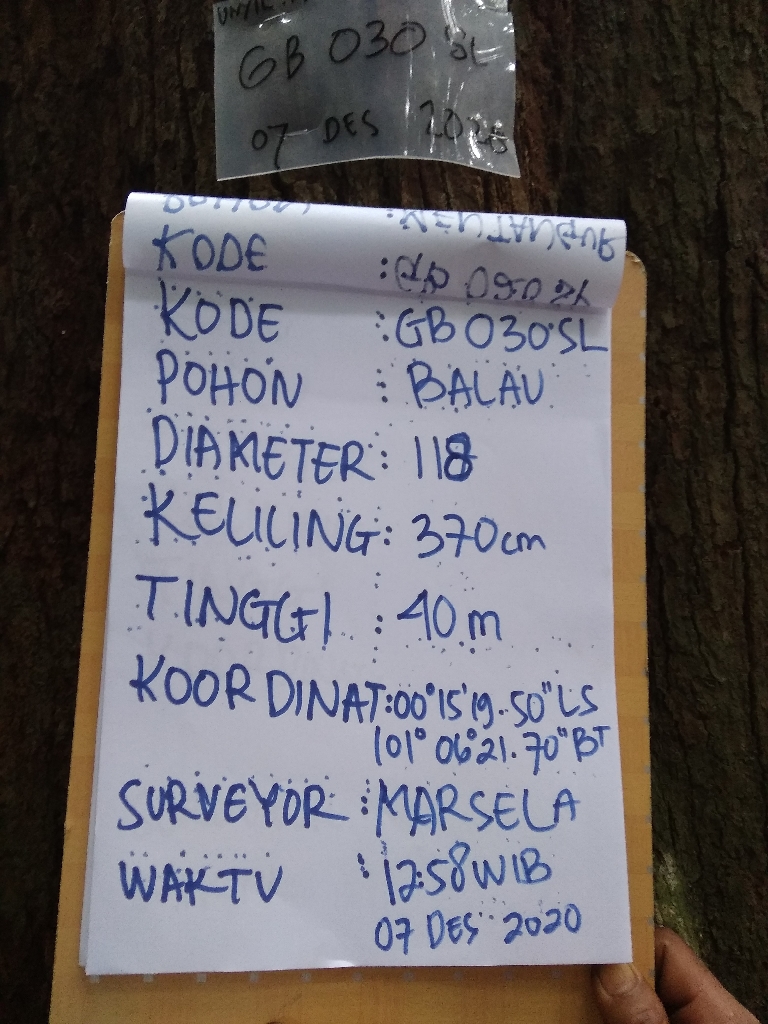 GB 030 SL
07 DES 2020
KODE
KODE : GB 030 SL
POHON : BALAU
DIAMETER : 118
KELILING : 370 cm
TINGGI : 40 m
KOORDINAT : 00° 15' 19.50" LS
101° 06° 21.70" BT
SURVEYOR : MARSELA
WAKTU : 12:58 WIB
07 DES 2020